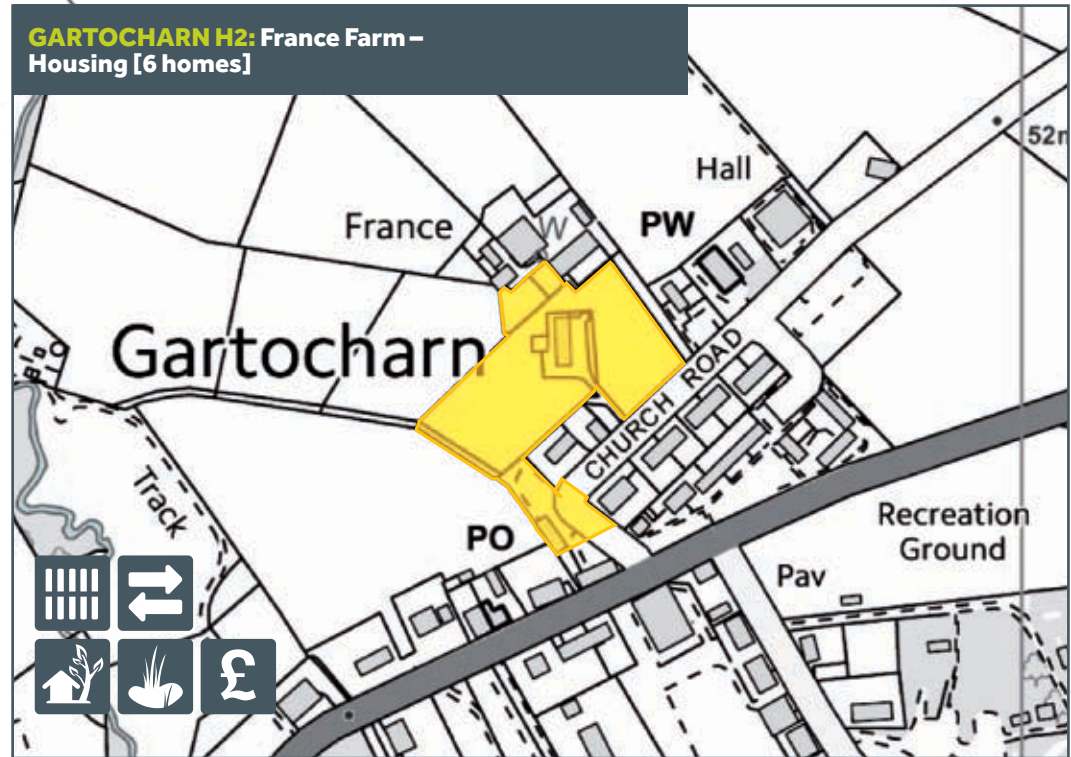 GARTOCHARN H2: France Farm –
Housing [6 homes]
52m
Hall
France
W
PW
Gartocharn
CHURCH ROAD
Track
PO
Recreation
Ground
Pav
£